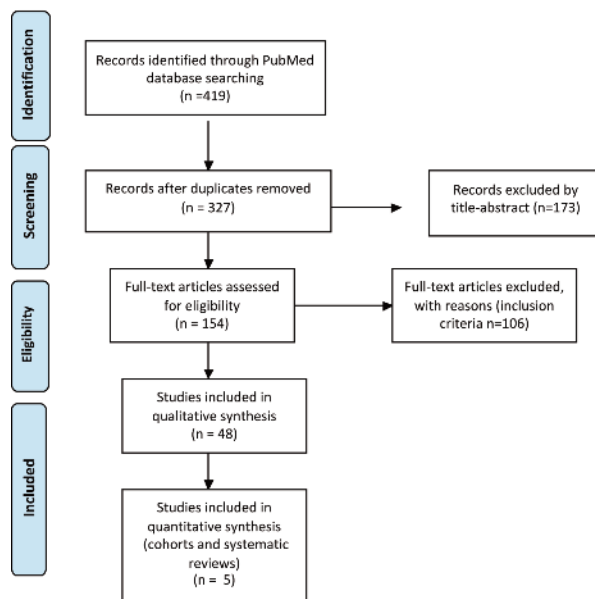 Identification
Records identified through PubMed
database searching
(n =419)
Screening
Records after duplicates removed
(n = 327)
Records excluded by
title-abstract (n=173)
Eligibility
Full-text articles assessed
for eligibility
(n = 154)
Full-text articles excluded,
with reasons (inclusion
criteria n=106)
Studies included in
qualitative synthesis
(n = 48)
Included
Studies included in
quantitative synthesis
(cohorts and systematic
reviews)
(n = 5)